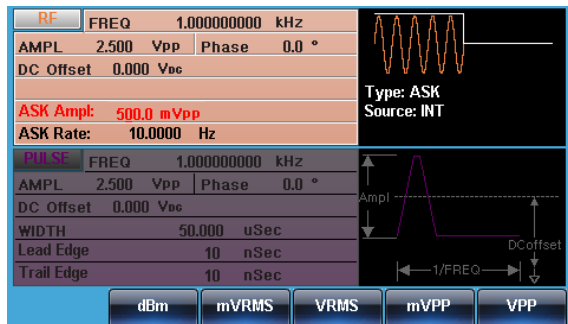 RF FREQ 1.000000000 kHz
AMPL 2.500 Vpp Phase 0.0 °
DC Offset 0.000 VDC
ASK Ampl: 500.0 mVpp
ASK Rate: 10.0000 Hz
Type: ASK
Source: INT
PULSE FREQ 1.000000000 kHz
AMPL 2.500 Vpp Phase 0.0 °
DC Offset 0.000 VDC
WIDTH 50.000 uSec
Lead Edge 10 nSec
Trail Edge 10 nSec
Ampl
DCoffset
1/FREQ
dBm mVRMS VRMS mVPP VPP